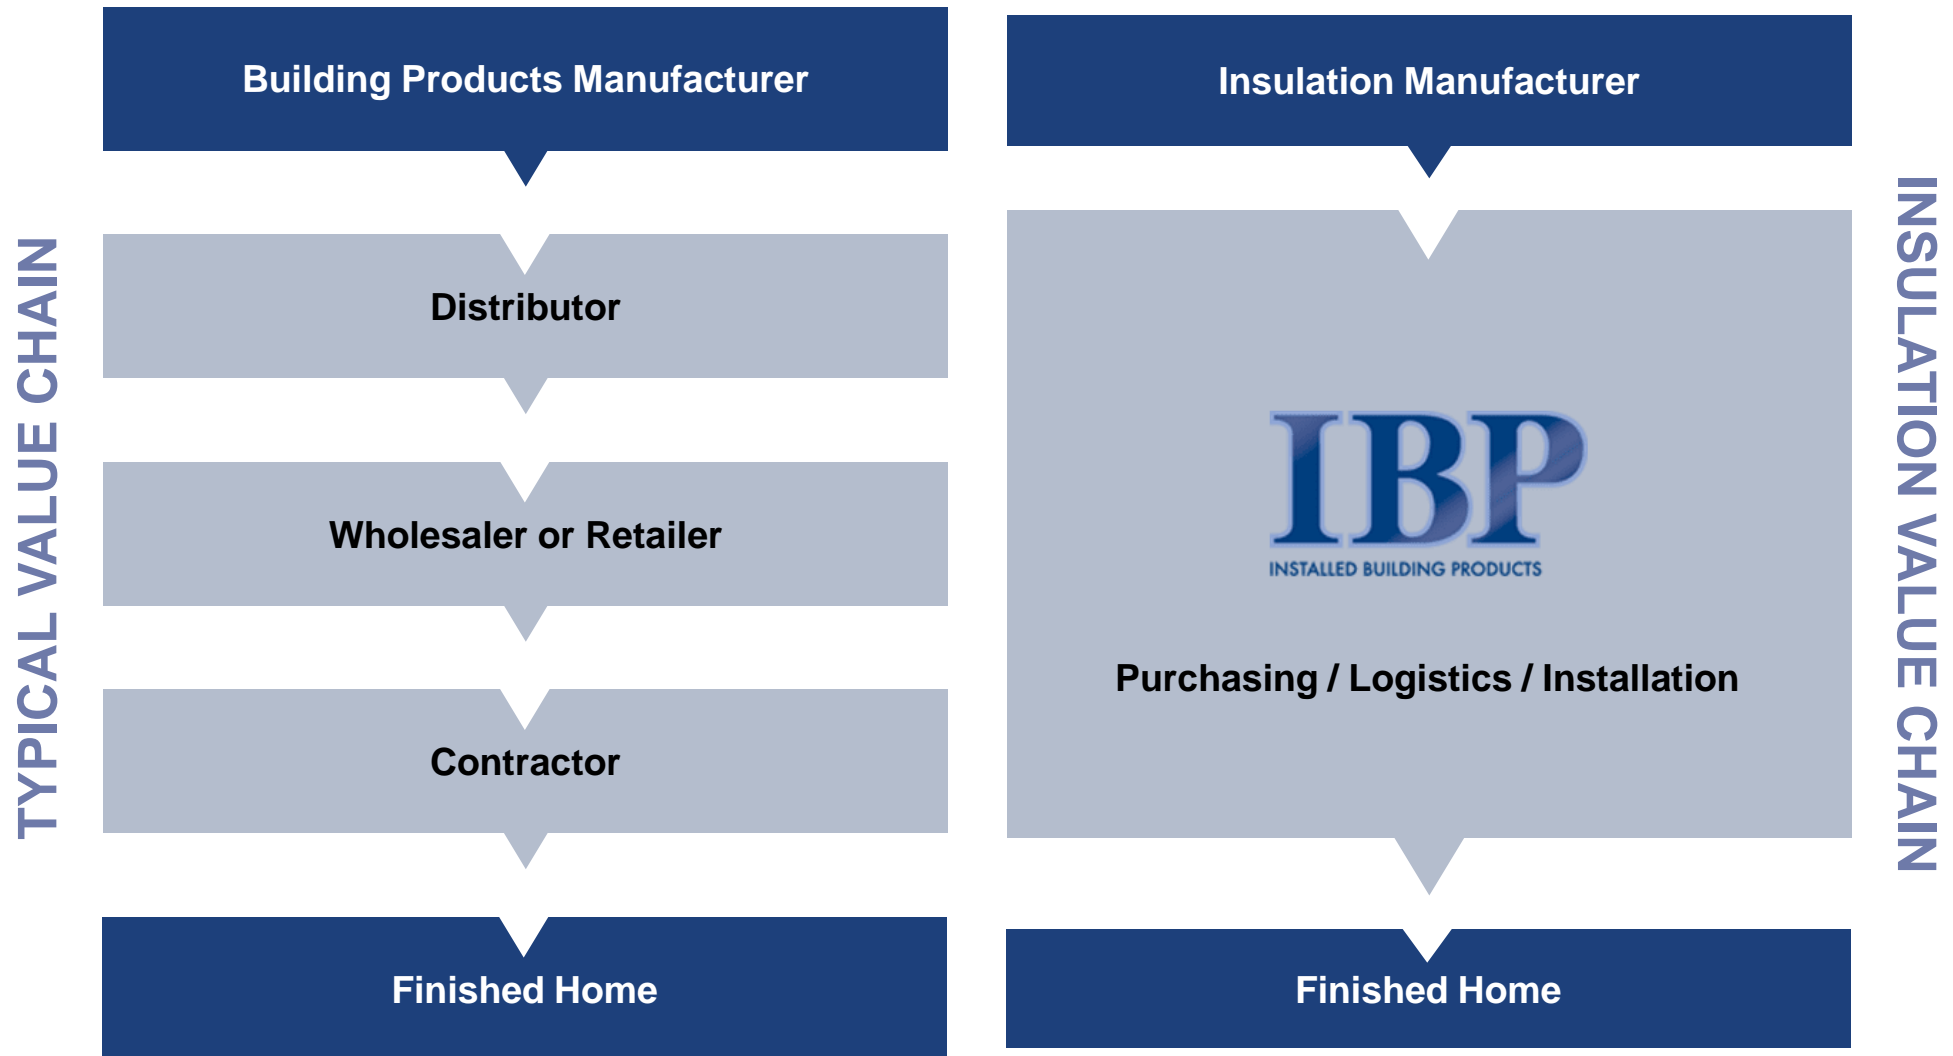 TYPICAL VALUE CHAIN
Building Products Manufacturer
Distributor
Wholesaler or Retailer
Contractor
Finished Home
Insulation Manufacturer
IBP
INSTALLED BUILDING PRODUCTS
Purchasing / Logistics / Installation
Finished Home
INSULATION VALUE CHAIN